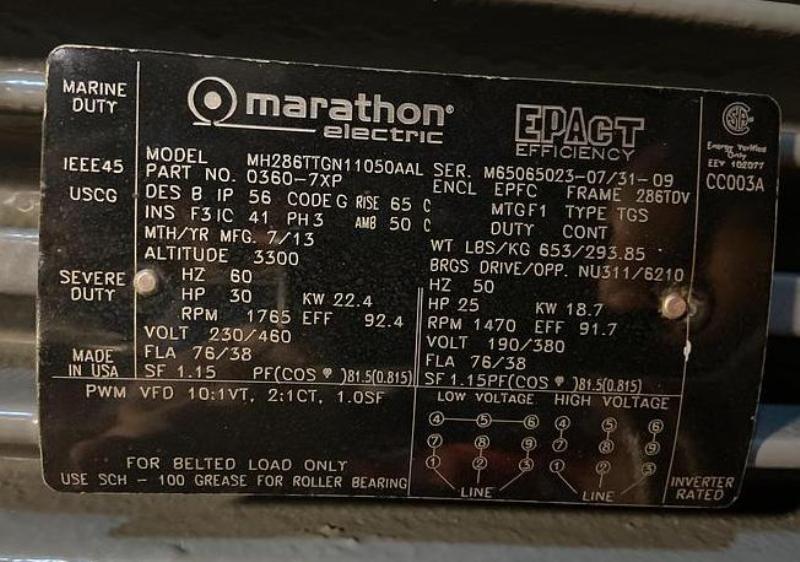 MARINE
DUTY
IEEE45
USCG
SEVERE
DUTY
MADE
IN USA
marathon®
electric
EPACT
EFFICIENCY
MODEL MH286TTGN11050AAL SER. M65065023-07/31-09
PART NO. 0360-7XP ENCL EPFC FRAME 286TDV
DES B IP 56 CODE G RISE 65 C MTG F1 TYPE TGS
INS F3 IC 41 PH 3 AMB 50 C DUTY CONT
MTH/YR MFG. 7/13 WT LBS/KG 653/293.85
ALTITUDE 3300 BRGS DRIVE/OPP. NU311/6210
HZ 60
HP 30 KW 22.4
RPM 1765 EFF 92.4
VOLT 230/460
FLA 76/38
SF 1.15 PF(COS φ )81.5(0.815)
HZ 50
HP 25 KW 18.7
RPM 1470 EFF 91.7
VOLT 190/380
FLA 76/38
SF 1.15 PF(COS φ )81.5(0.815)
PWM VFD 10:1VT, 2:1CT, 1.0SF
FOR BELTED LOAD ONLY
USE SCH - 100 GREASE FOR ROLLER BEARING
LOW VOLTAGE HIGH VOLTAGE
4 5 6 4 5 6
7 8 9 7 8 9
1 2 3 1 2 3
LINE LINE
Energy Verified
Only
EEV 102077
CC003A
INVERTER
RATED